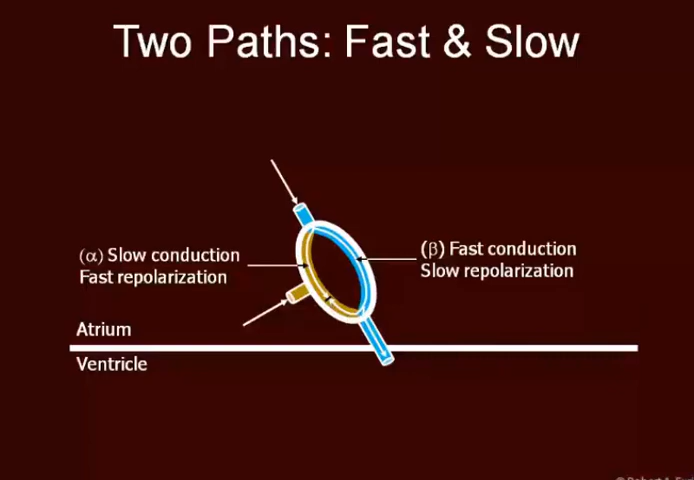 Two Paths: Fast & Slow
(α) Slow conduction
Fast repolarization
(β) Fast conduction
Slow repolarization
Atrium
Ventricle